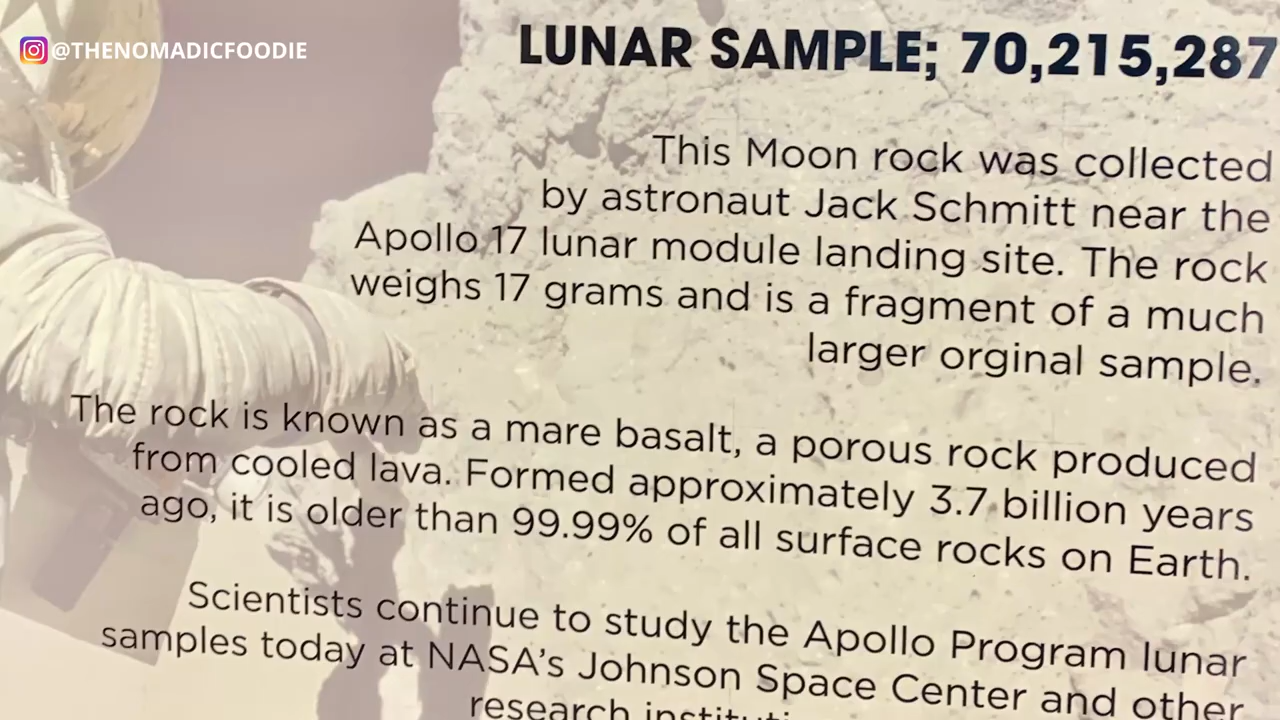 @THENOMADICFOODIE
LUNAR SAMPLE; 70,215,287
This Moon rock was collected
by astronaut Jack Schmitt near the
Apollo 17 lunar module landing site. The rock
weighs 17 grams and is a fragment of a much
larger orginal sample.
The rock is known as a mare basalt, a porous rock produced
from cooled lava. Formed approximately 3.7 billion years
ago, it is older than 99.99% of all surface rocks on Earth.
Scientists continue to study the Apollo Program lunar
samples today at NASA's Johnson Space Center and other
research